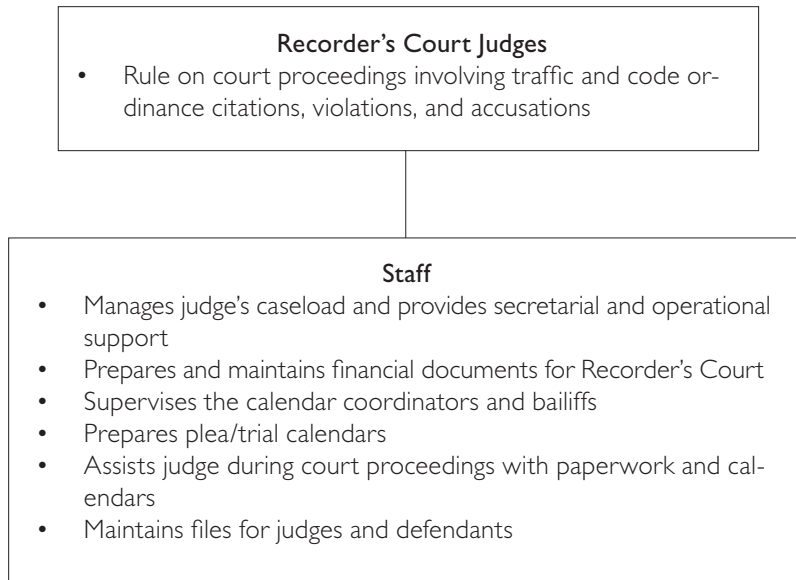 Recorder’s Court Judges
• Rule on court proceedings involving traffic and code or-
dinance citations, violations, and accusations
Staff
• Manages judge’s caseload and provides secretarial and operational
support
• Prepares and maintains financial documents for Recorder’s Court
• Supervises the calendar coordinators and bailiffs
• Prepares plea/trial calendars
• Assists judge during court proceedings with paperwork and cal-
endars
• Maintains files for judges and defendants